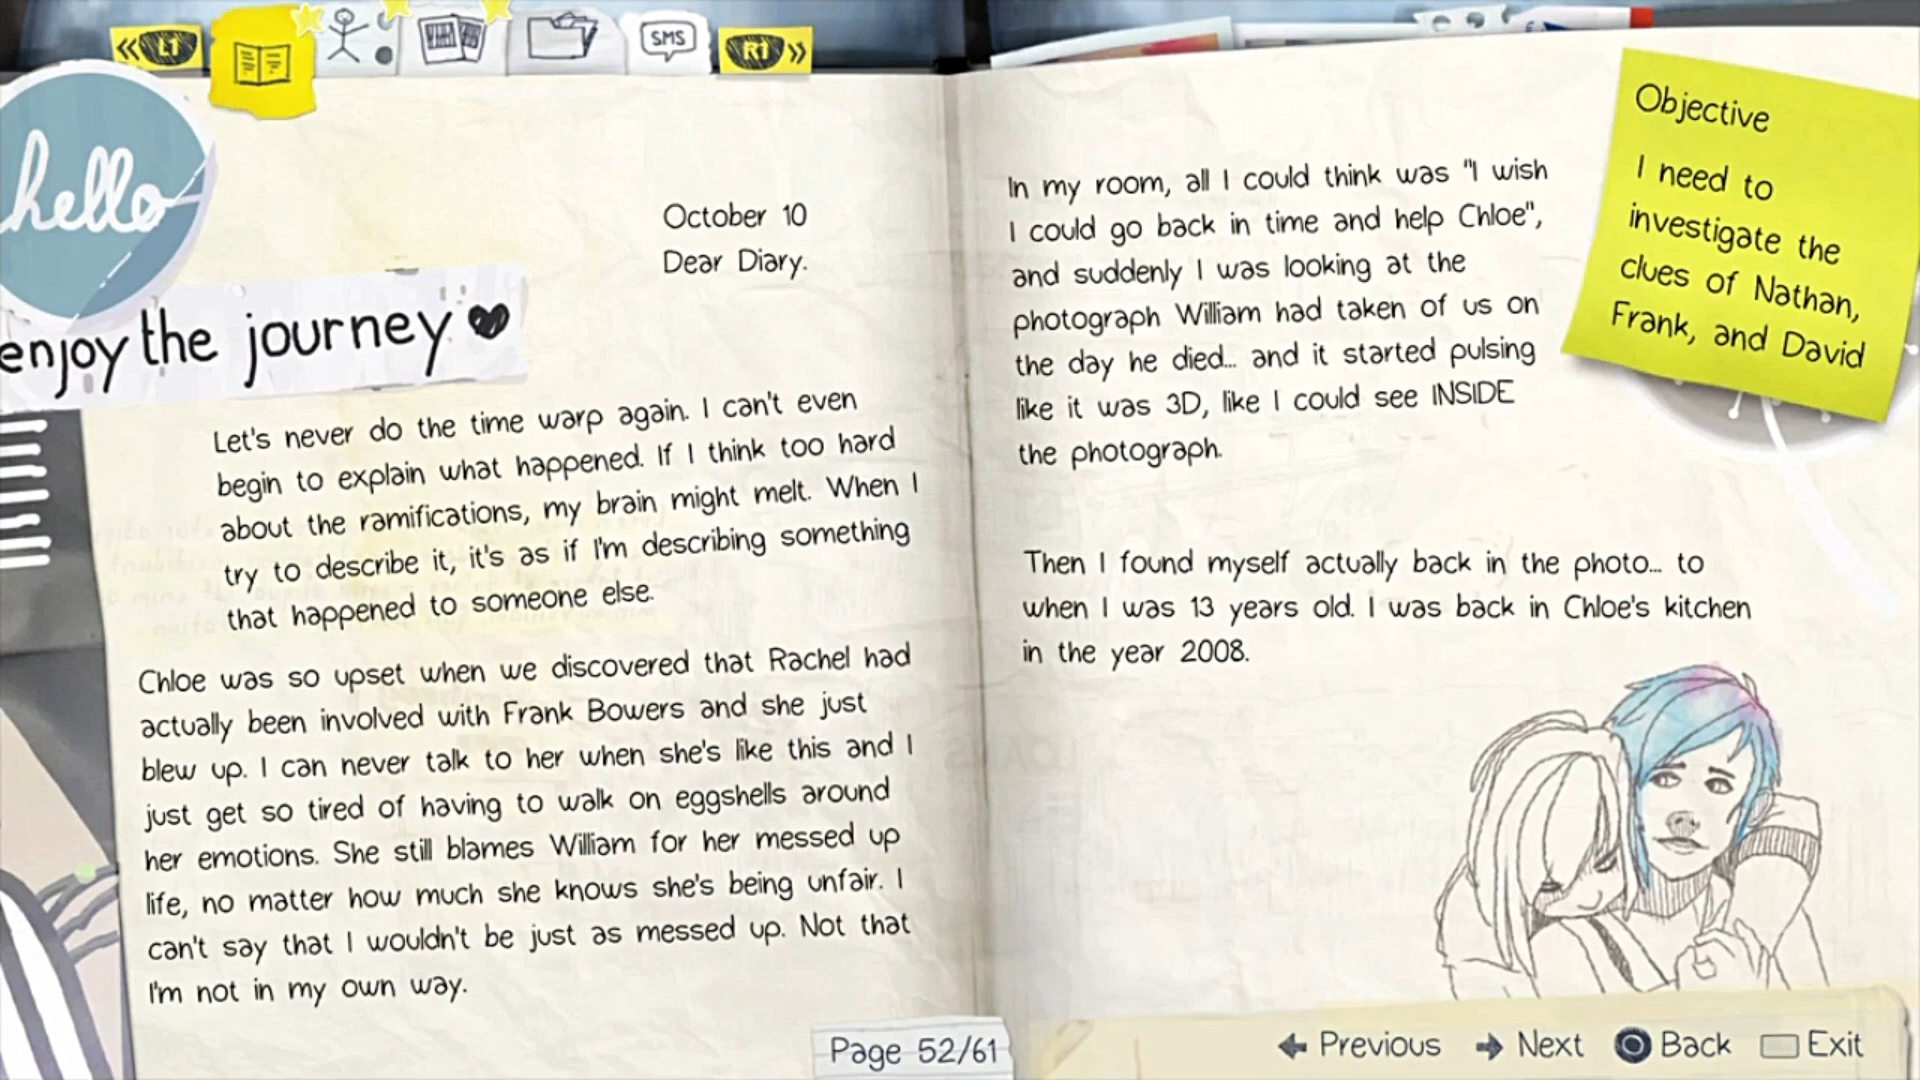 L1
SMS
R1
hello
enjoy the journey
October 10
Dear Diary.
Let's never do the time warp again. I can't even
begin to explain what happened. If I think too hard
about the ramifications, my brain might melt. When I
try to describe it, it's as if I'm describing something
that happened to someone else.
Chloe was so upset when we discovered that Rachel had
actually been involved with Frank Bowers and she just
blew up. I can never talk to her when she's like this and I
just get so tired of having to walk on eggshells around
her emotions. She still blames William for her messed up
life, no matter how much she knows she's being unfair. I
can't say that I wouldn't be just as messed up. Not that
I'm not in my own way.
In my room, all I could think was "I wish
I could go back in time and help Chloe",
and suddenly I was looking at the
photograph William had taken of us on
the day he died... and it started pulsing
like it was 3D, like I could see INSIDE
the photograph.
Then I found myself actually back in the photo... to
when I was 13 years old. I was back in Chloe's kitchen
in the year 2008.
Objective
I need to
investigate the
clues of Nathan,
Frank, and David
Page 52/61
Previous
Next
Back
Exit